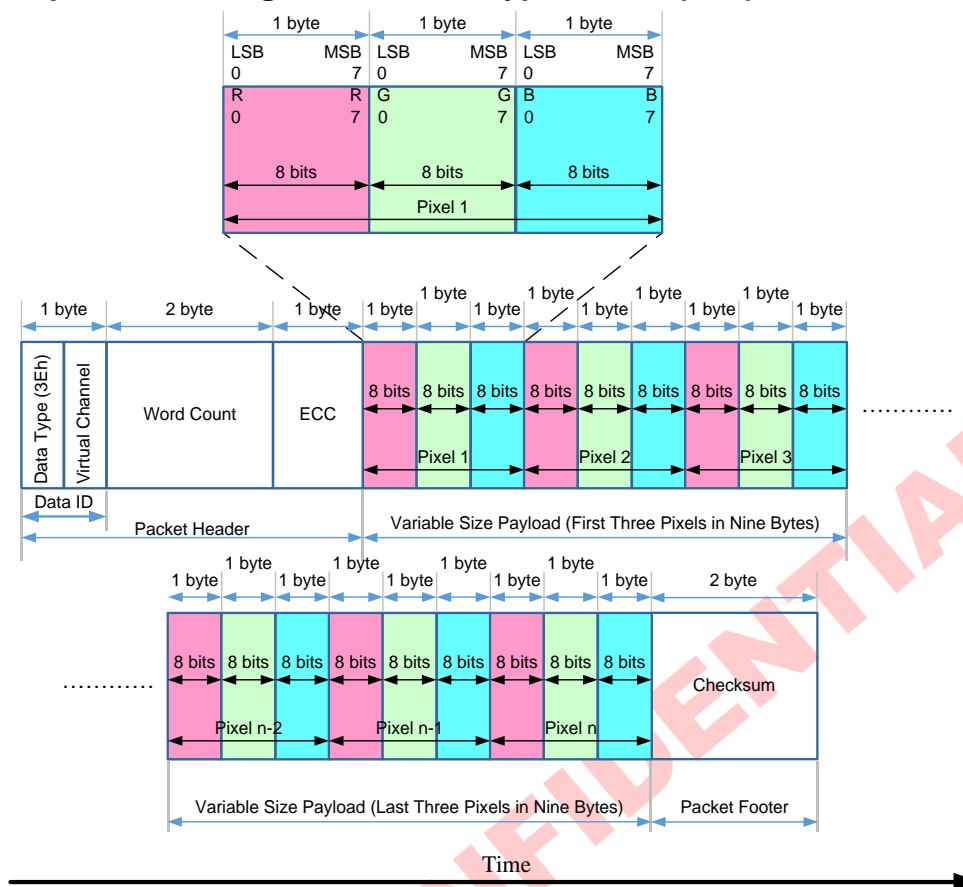 1 byte 1 byte 1 byte
LSB MSB LSB MSB LSB MSB
0 7 0 7 0 7
R R G G B B
0 7 0 7 0 7
8 bits 8 bits 8 bits
Pixel 1
1 byte 2 byte 1 byte 1 byte 1 byte 1 byte 1 byte 1 byte 1 byte 1 byte 1 byte 1 byte
Data Type (3Eh)
Virtual Channel
Word Count
ECC
8 bits 8 bits 8 bits 8 bits 8 bits 8 bits 8 bits 8 bits 8 bits
............
Pixel 1 Pixel 2 Pixel 3
Data ID
Packet Header
Variable Size Payload (First Three Pixels in Nine Bytes)
1 byte 1 byte 1 byte 1 byte 1 byte 1 byte 1 byte 1 byte 1 byte 2 byte
............
8 bits 8 bits 8 bits 8 bits 8 bits 8 bits 8 bits 8 bits 8 bits
Checksum
Pixel n-2 Pixel n-1 Pixel n
Variable Size Payload (Last Three Pixels in Nine Bytes)
Packet Footer
Time